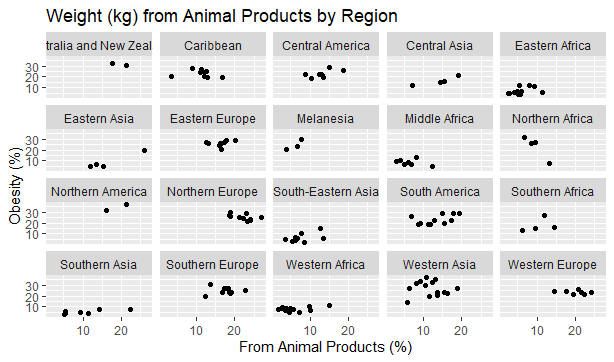 Weight (kg) from Animal Products by Region
tralia and New Zeal Caribbean Central America Central Asia Eastern Africa
30
20
10
Eastern Asia Eastern Europe Melanesia Middle Africa Northern Africa
30
20
10
Northern America Northern Europe South-Eastern Asia South America Southern Africa
30
20
10
Southern Asia Southern Europe Western Africa Western Asia Western Europe
30
20
10
10 20 10 20 10 20 10 20 10 20
Obesity (%)
From Animal Products (%)